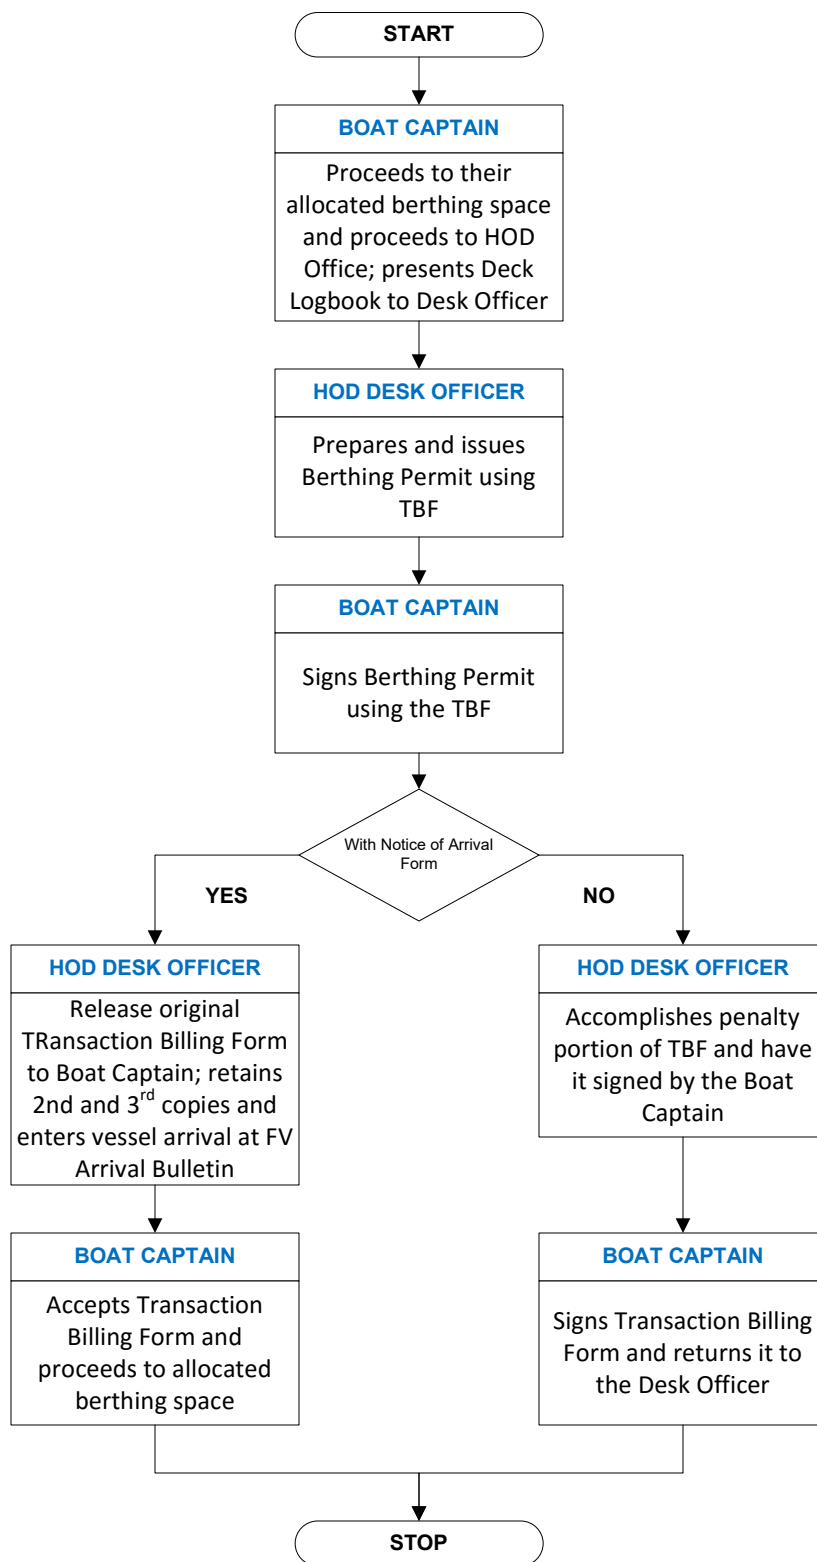 START
BOAT CAPTAIN
Proceeds to their
allocated berthing space
and proceeds to HOD
Office; presents Deck
Logbook to Desk Officer
HOD DESK OFFICER
Prepares and issues
Berthing Permit using
TBF
BOAT CAPTAIN
Signs Berthing Permit
using the TBF
With Notice of Arrival
Form
YES
NO
HOD DESK OFFICER
Release original
TRansaction Billing Form
to Boat Captain; retains
2nd and 3rd copies and
enters vessel arrival at FV
Arrival Bulletin
HOD DESK OFFICER
Accomplishes penalty
portion of TBF and have
it signed by the Boat
Captain
BOAT CAPTAIN
Accepts Transaction
Billing Form and
proceeds to allocated
berthing space
BOAT CAPTAIN
Signs Transaction Billing
Form and returns it to
the Desk Officer
STOP